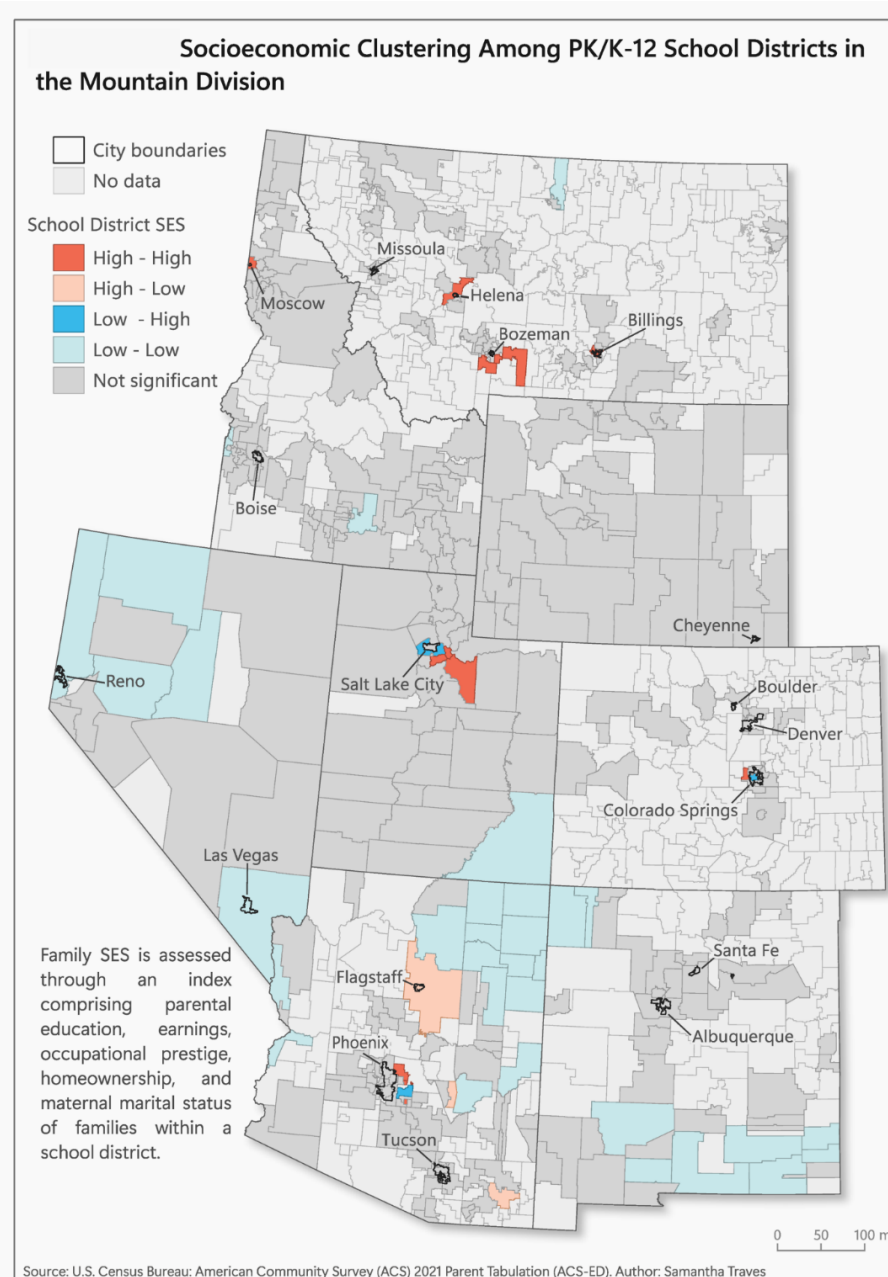 Socioeconomic Clustering Among PK/K-12 School Districts in
the Mountain Division
City boundaries
No data
School District SES
High - High
High - Low
Low - High
Low - Low
Not significant
Missoula
Moscow
Helena
Bozeman
Billings
Boise
Cheyenne
Reno
Salt Lake City
Boulder
Denver
Colorado Springs
Las Vegas
Family SES is assessed
through an index
comprising parental
education, earnings,
occupational prestige,
homeownership, and
maternal marital status
of families within a
school district.
Flagstaff
Santa Fe
Albuquerque
Phoenix
Tucson
0 50 100 m
Source: U.S. Census Bureau: American Community Survey (ACS) 2021 Parent Tabulation (ACS-ED). Author: Samantha Traves